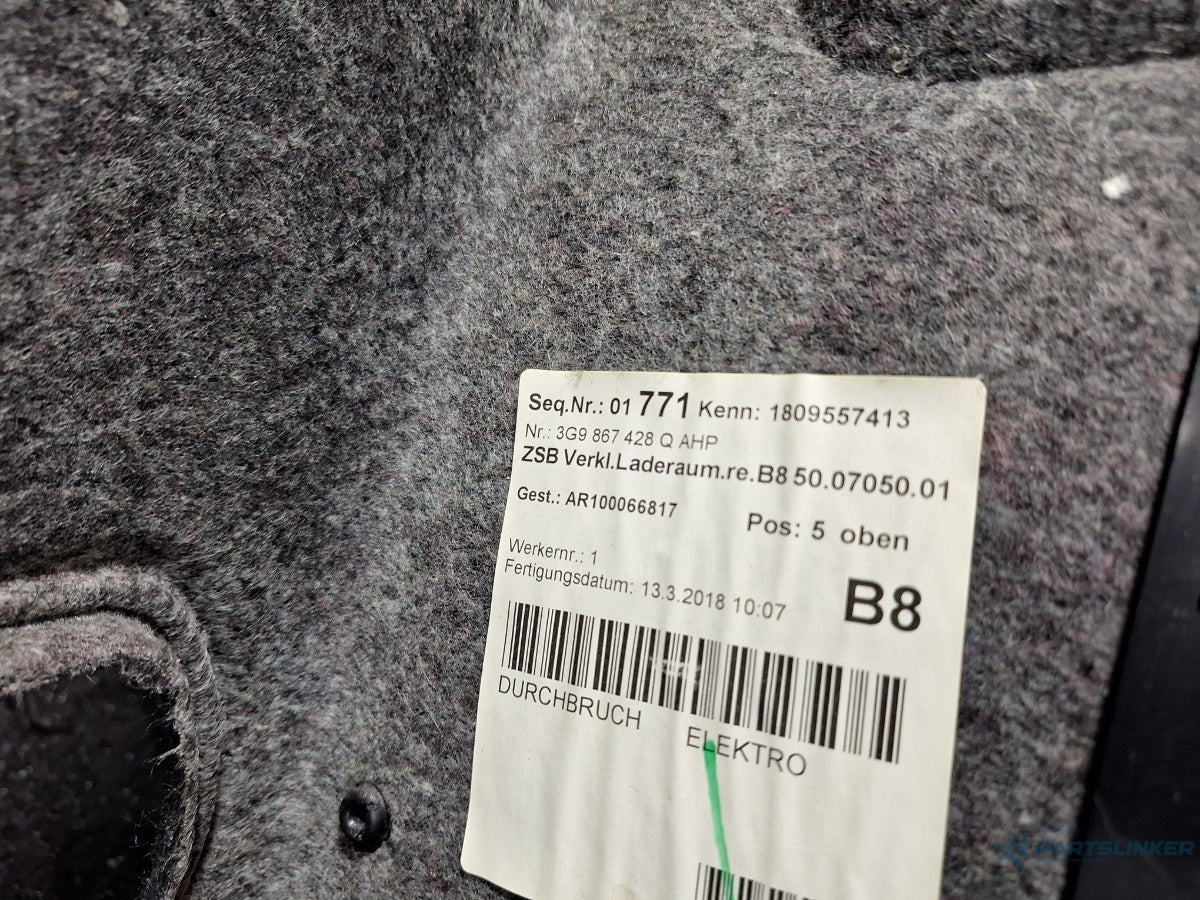 Seq.Nr.: 01 771 Kenn: 1809557413
Nr.: 3G9 867 428 Q AHP
ZSB Verkl.Laderaum.re.B8 50.07050.01
Gest.: AR100066817
Pos: 5 oben
Werkernr.: 1
Fertigungsdatum: 13.3.2018 10:07
B8
DURCHBRUCH ELEKTRO
PARTSLINKER